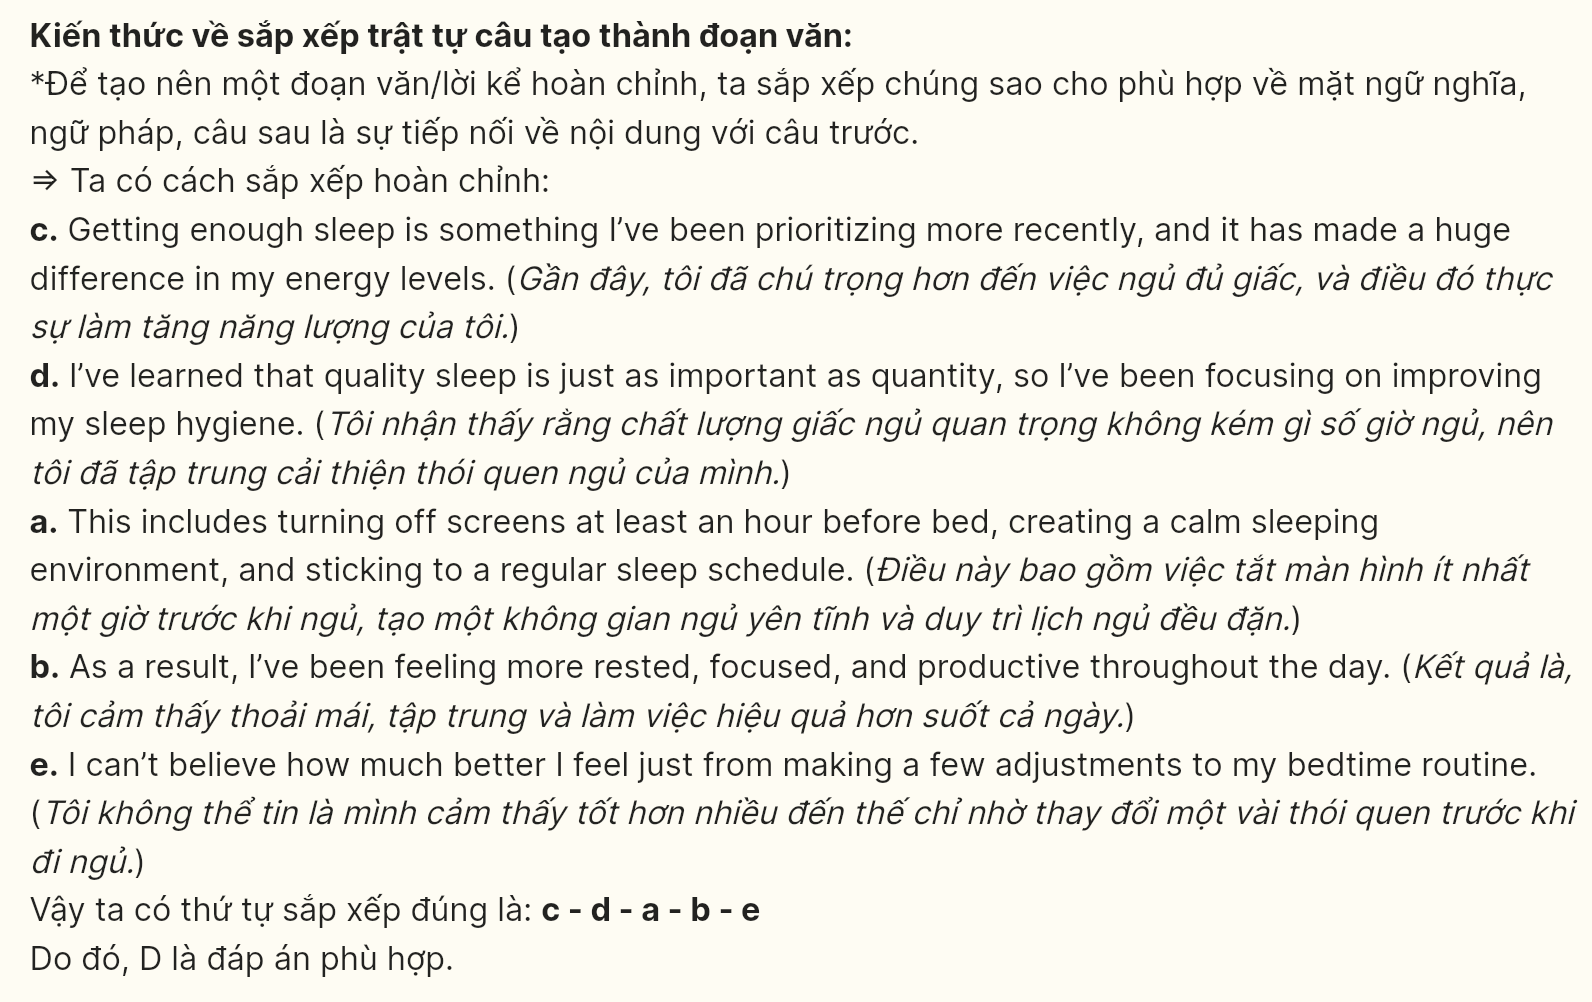 Kiến thức về sắp xếp trật tự câu tạo thành đoạn văn:
*Để tạo nên một đoạn văn/lời kể hoàn chỉnh, ta sắp xếp chúng sao cho phù hợp về mặt ngữ nghĩa,
ngữ pháp, câu sau là sự tiếp nối về nội dung với câu trước.
⇒ Ta có cách sắp xếp hoàn chỉnh:
c. Getting enough sleep is something I’ve been prioritizing more recently, and it has made a huge
difference in my energy levels. (Gần đây, tôi đã chú trọng hơn đến việc ngủ đủ giấc, và điều đó thực
sự làm tăng năng lượng của tôi.)
d. I’ve learned that quality sleep is just as important as quantity, so I’ve been focusing on improving
my sleep hygiene. (Tôi nhận thấy rằng chất lượng giấc ngủ quan trọng không kém gì số giờ ngủ, nên
tôi đã tập trung cải thiện thói quen ngủ của mình.)
a. This includes turning off screens at least an hour before bed, creating a calm sleeping
environment, and sticking to a regular sleep schedule. (Điều này bao gồm việc tắt màn hình ít nhất
một giờ trước khi ngủ, tạo một không gian ngủ yên tĩnh và duy trì lịch ngủ đều đặn.)
b. As a result, I’ve been feeling more rested, focused, and productive throughout the day. (Kết quả là,
tôi cảm thấy thoải mái, tập trung và làm việc hiệu quả hơn suốt cả ngày.)
e. I can’t believe how much better I feel just from making a few adjustments to my bedtime routine.
(Tôi không thể tin là mình cảm thấy tốt hơn nhiều đến thế chỉ nhờ thay đổi một vài thói quen trước khi
đi ngủ.)
Vậy ta có thứ tự sắp xếp đúng là: c - d - a - b - e
Do đó, D là đáp án phù hợp.